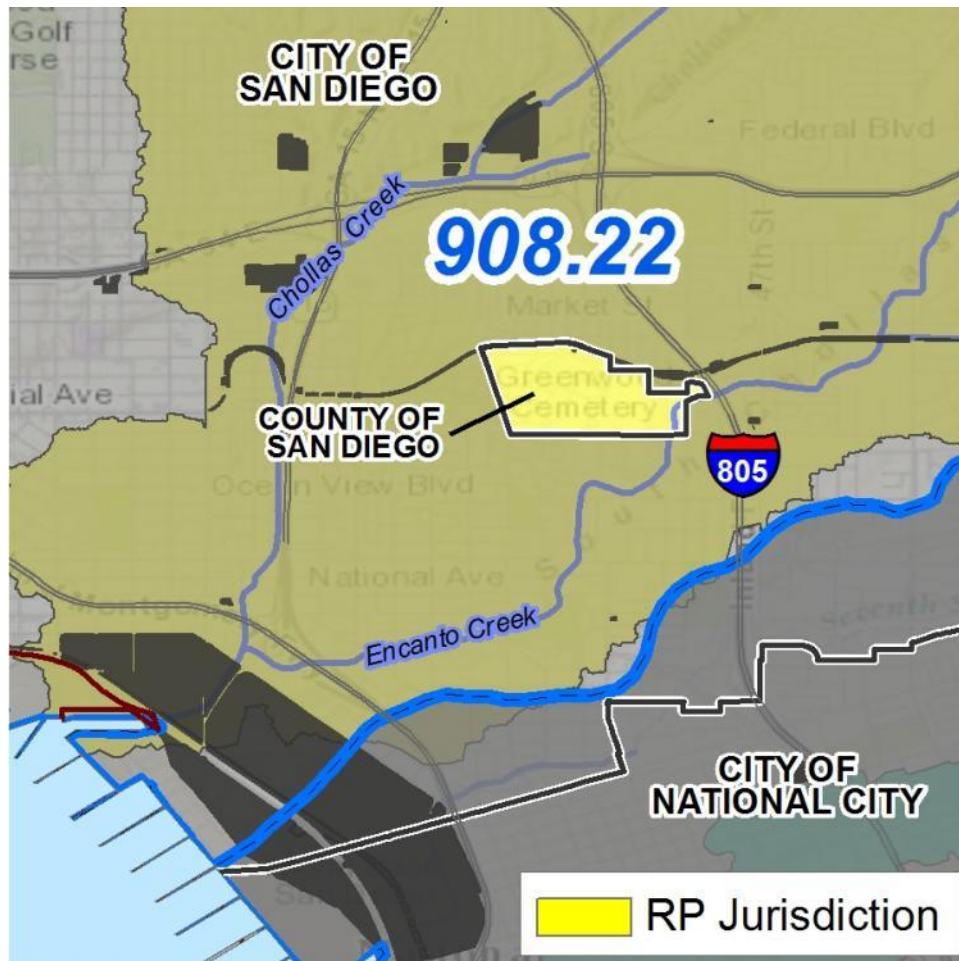 Golf
CITY OF
SAN DIEGO
Federal Blvd
Chollas Creek
908.22
47th St
Market St
ial Ave
Greenwood
Cemetery
COUNTY OF
SAN DIEGO
805
Ocean View Blvd
National Ave
Encanto Creek
CITY OF
NATIONAL CITY
RP Jurisdiction